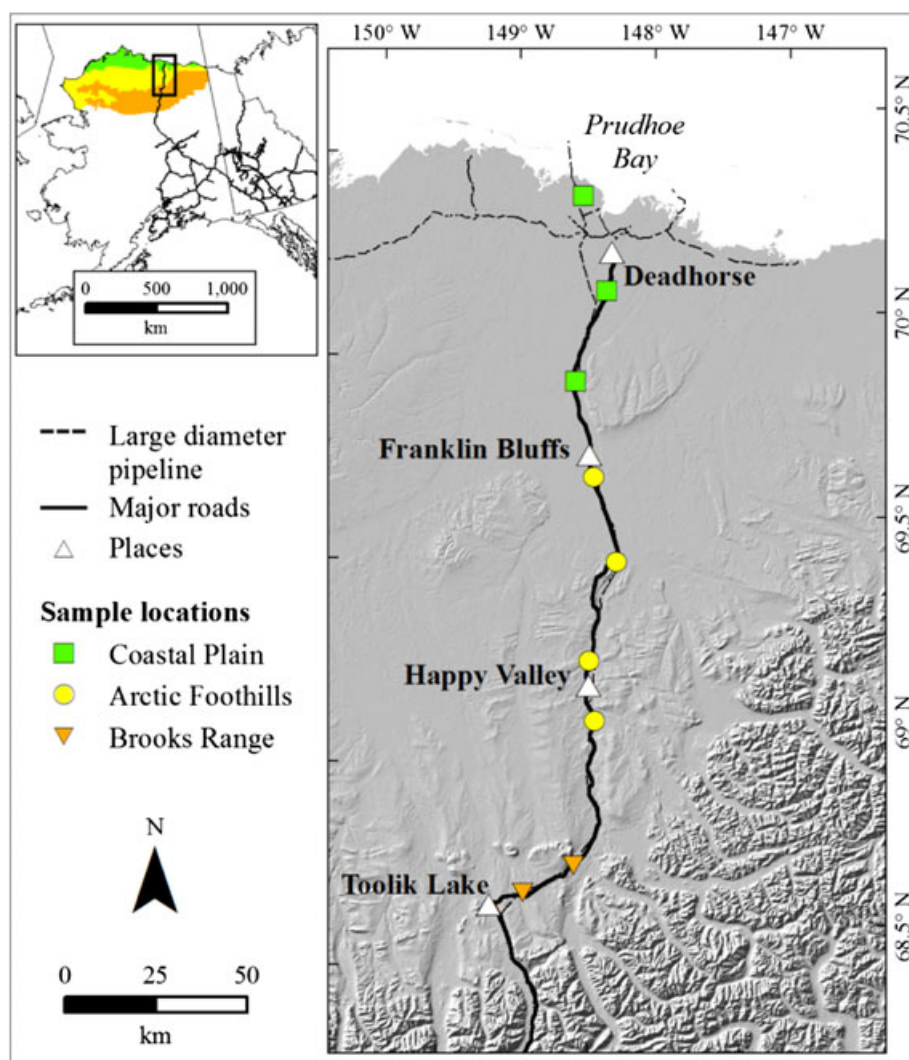 150° W
149° W
148° W
147° W
70.5° N
70° N
69.5° N
69° N
68.5° N
0 500 1,000
km
Prudhoe
Bay
Deadhorse
Franklin Bluffs
Happy Valley
Toolik Lake
Large diameter
pipeline
Major roads
Places
Sample locations
Coastal Plain
Arctic Foothills
Brooks Range
N
0 25 50
km